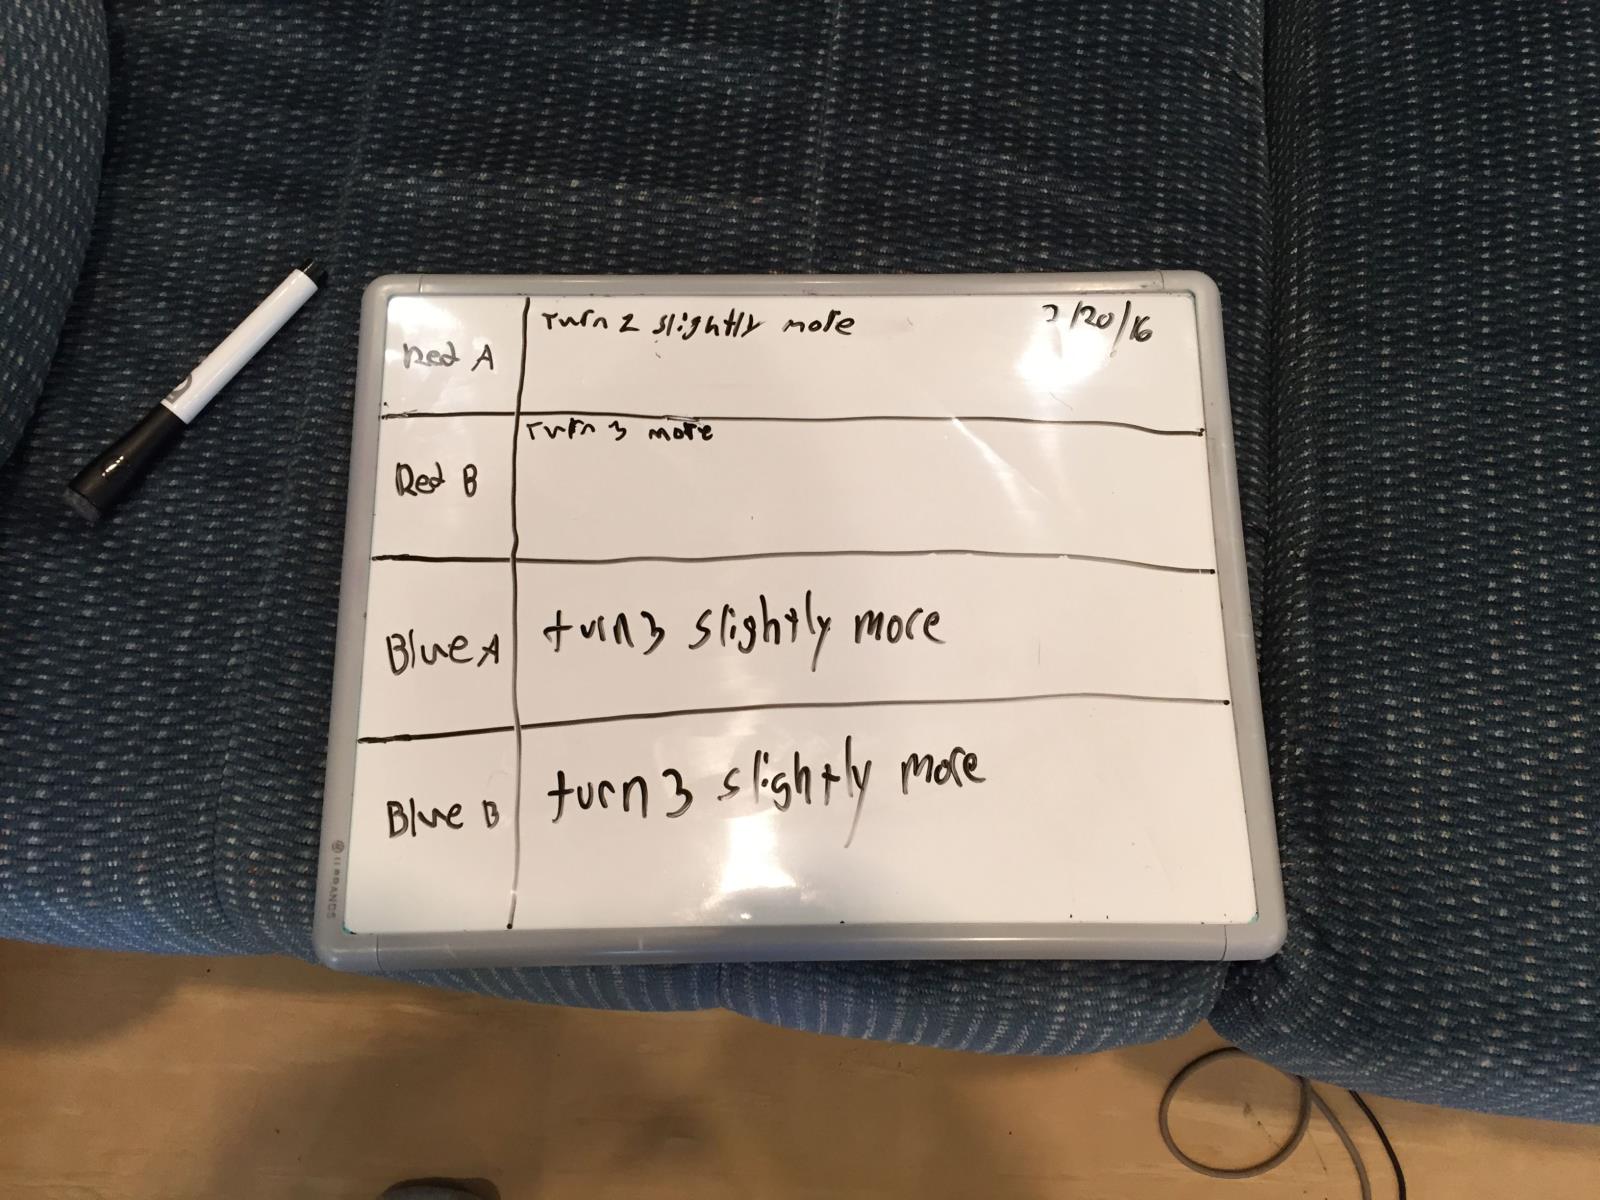 Red A
turn 2 slightly more
Red B
turn 3 more
Blue A
turn 3 slightly more
Blue B
turn 3 slightly more